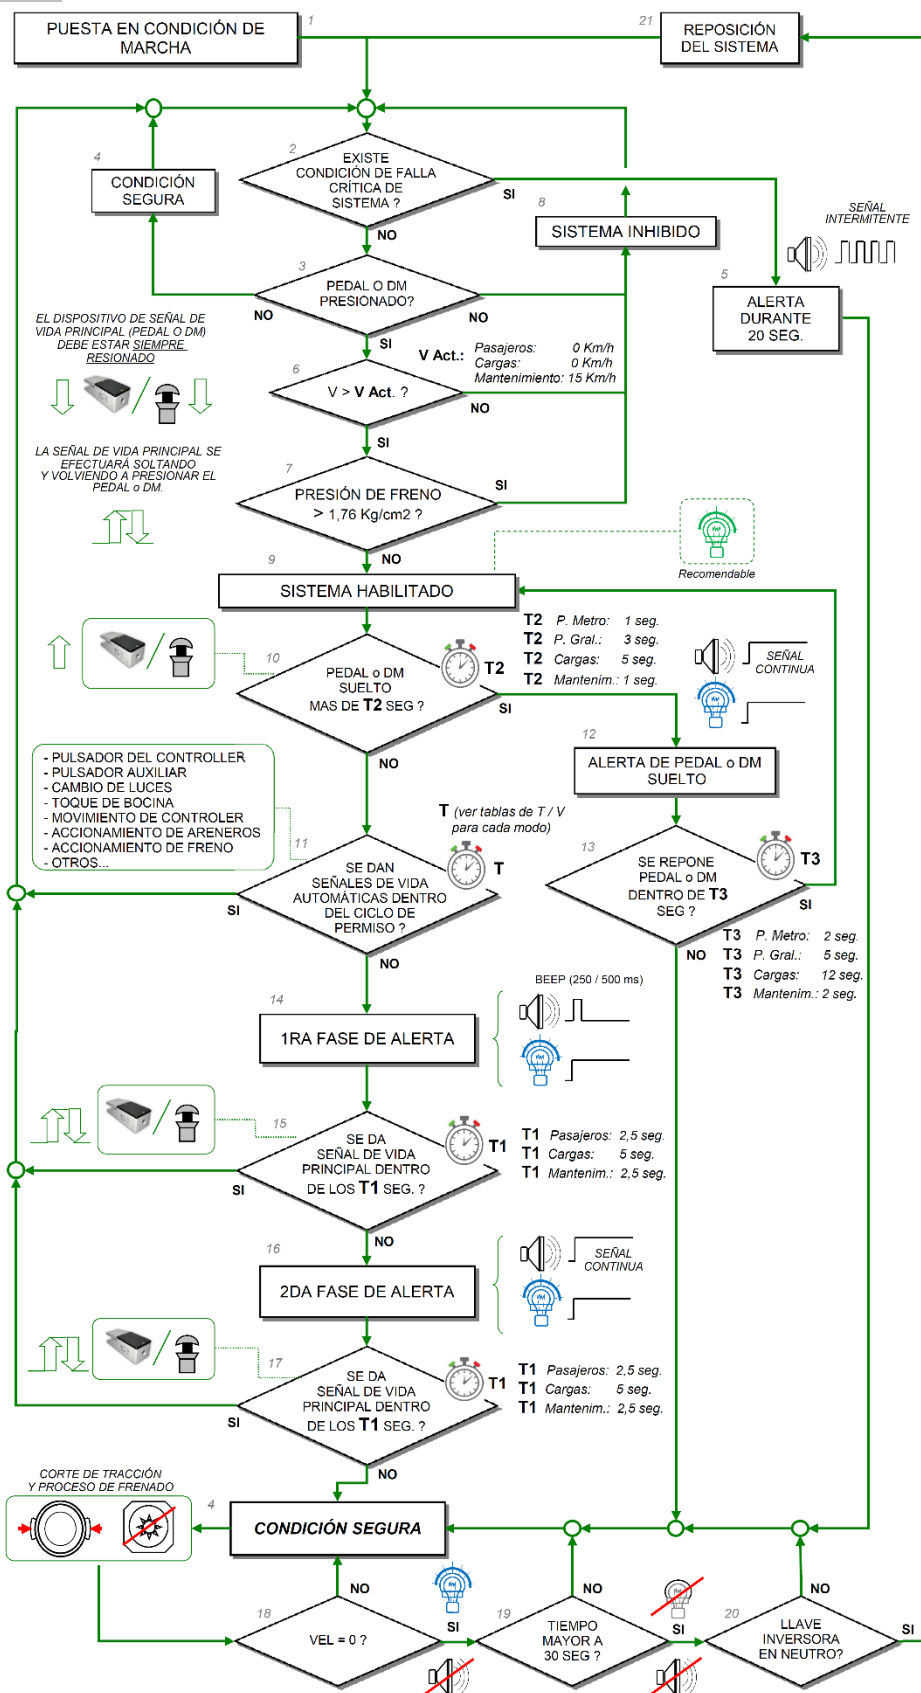 PUESTA EN CONDICIÓN DE
MARCHA
1
21
REPOSICIÓN
DEL SISTEMA
2
EXISTE
CONDICIÓN DE FALLA
CRÍTICA DE
SISTEMA ?
SI
NO
4
CONDICIÓN
SEGURA
8
SISTEMA INHIBIDO
SEÑAL
INTERMITENTE
5
ALERTA
DURANTE
20 SEG.
3
PEDAL O DM
PRESIONADO?
NO
NO
SI
EL DISPOSITIVO DE SEÑAL DE
VIDA PRINCIPAL (PEDAL O DM)
DEBE ESTAR SIEMPRE
RESIONADO
V Act.: Pasajeros: 0 Km/h
Cargas: 0 Km/h
Mantenimiento: 15 Km/h
6
V > V Act. ?
NO
SI
LA SEÑAL DE VIDA PRINCIPAL SE
EFECTUARÁ SOLTANDO
Y VOLVIENDO A PRESIONAR EL
PEDAL o DM.
7
PRESIÓN DE FRENO
> 1,76 Kg/cm2 ?
SI
NO
Recomendable
9
SISTEMA HABILITADO
T2 P. Metro: 1 seg.
T2 P. Gral.: 3 seg.
T2 Cargas: 5 seg.
T2 Mantenim.: 1 seg.
10
PEDAL o DM
SUELTO
MAS DE T2 SEG ?
T2
SI
NO
SEÑAL
CONTINUA
12
ALERTA DE PEDAL o DM
SUELTO
- PULSADOR DEL CONTROLLER
- PULSADOR AUXILIAR
- CAMBIO DE LUCES
- TOQUE DE BOCINA
- MOVIMIENTO DE CONTROLER
- ACCIONAMIENTO DE ARENEROS
- ACCIONAMIENTO DE FRENO
- OTROS...
T (ver tablas de T / V
para cada modo)
11
SE DAN
SEÑALES DE VIDA
AUTOMÁTICAS DENTRO
DEL CICLO DE
PERMISO ?
T
SI
NO
13
SE REPONE
PEDAL o DM
DENTRO DE T3
SEG ?
T3
SI
NO
T3 P. Metro: 2 seg.
T3 P. Gral.: 5 seg.
T3 Cargas: 12 seg.
T3 Mantenim.: 2 seg.
14
1RA FASE DE ALERTA
BEEP (250 / 500 ms)
15
SE DA
SEÑAL DE VIDA
PRINCIPAL DENTRO
DE LOS T1 SEG. ?
T1
SI
NO
T1 Pasajeros: 2,5 seg.
T1 Cargas: 5 seg.
T1 Mantenim.: 2,5 seg.
16
2DA FASE DE ALERTA
SEÑAL
CONTINUA
17
SE DA
SEÑAL DE VIDA
PRINCIPAL DENTRO
DE LOS T1 SEG. ?
T1
SI
NO
T1 Pasajeros: 2,5 seg.
T1 Cargas: 5 seg.
T1 Mantenim.: 2,5 seg.
CORTE DE TRACCIÓN
Y PROCESO DE FRENADO
4
CONDICIÓN SEGURA
NO
18
VEL = 0 ?
SI
NO
19
TIEMPO
MAYOR A
30 SEG ?
SI
NO
20
LLAVE
INVERSORA
EN NEUTRO?
SI